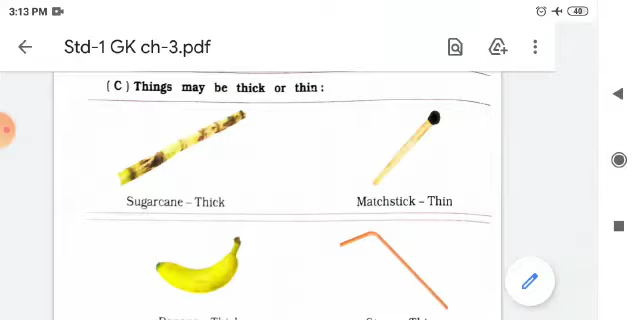 3:13 PM
40
Std-1 GK ch-3.pdf
( C ) Things may be thick or thin :
Sugarcane – Thick
Matchstick – Thin